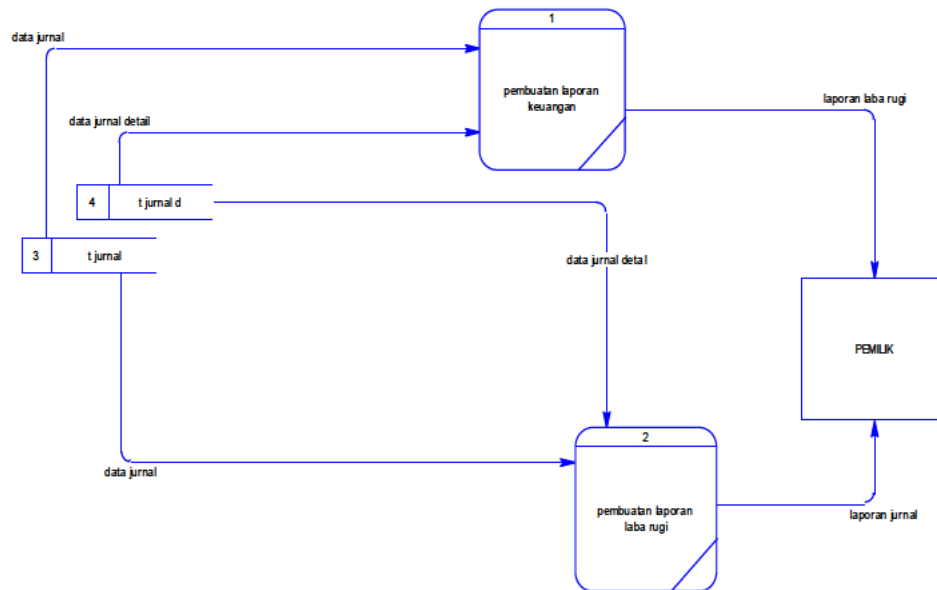 1
data jurnal
pembuatan laporan
keuangan
laporan laba rugi
data jurnal detail
4
t jurnal d
3
t jurnal
data jurnal detail
PEMILIK
2
data jurnal
pembuatan laporan
laba rugi
laporan jurnal